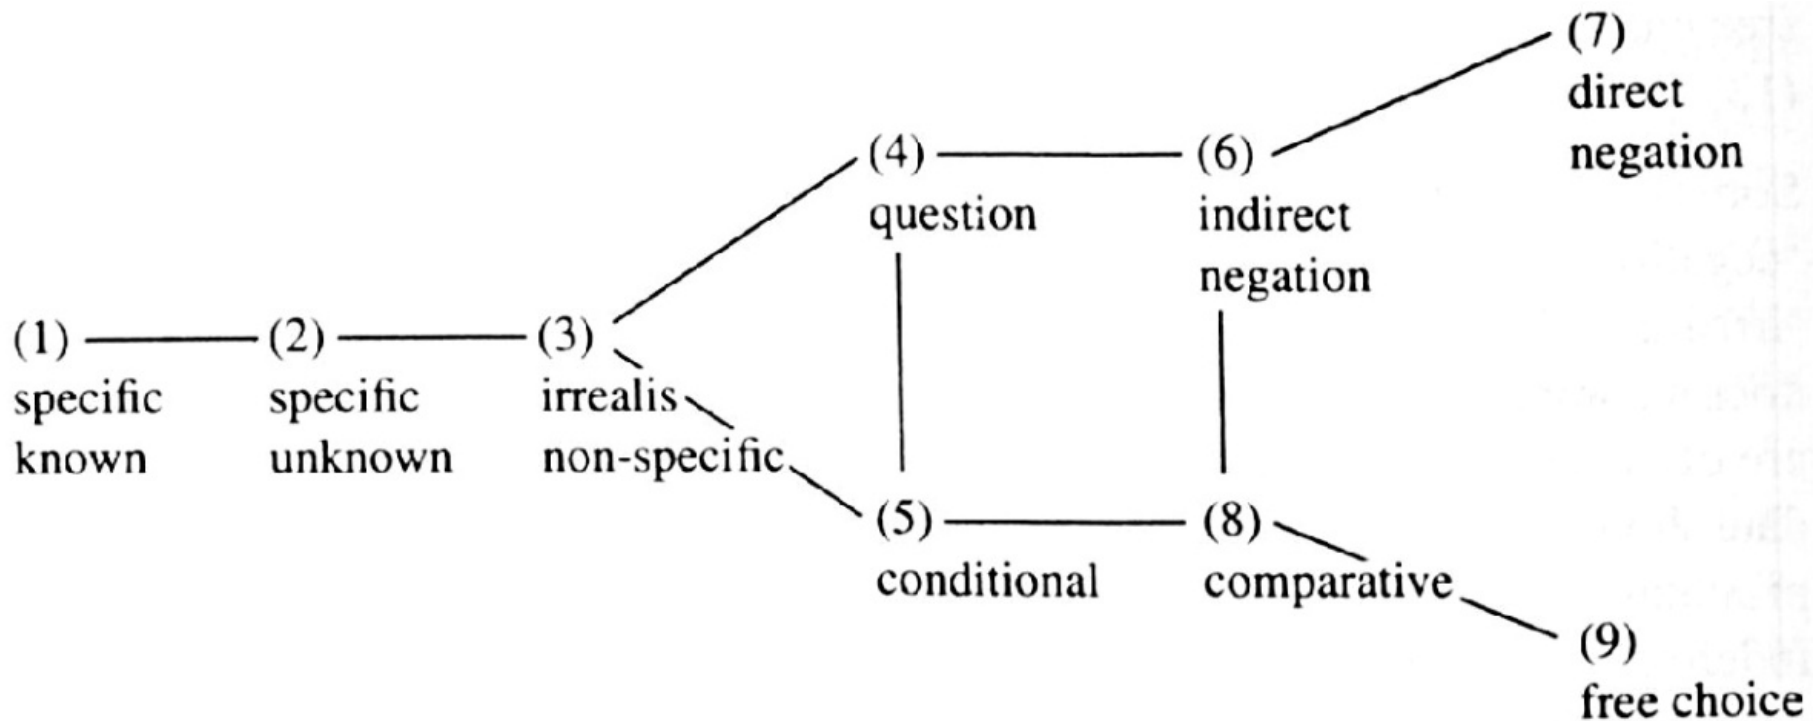 (7)
direct
negation
(4)
question
(6)
indirect
negation
(1)
specific
known
(2)
specific
unknown
(3)
irrealis
non-specific
(5)
conditional
(8)
comparative
(9)
free choice